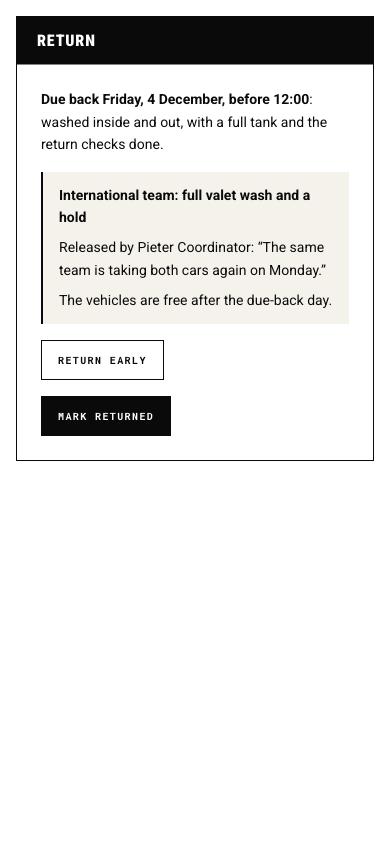 RETURN
Due back Friday, 4 December, before 12:00:
washed inside and out, with a full tank and the
return checks done.
International team: full valet wash and a
hold
Released by Pieter Coordinator: “The same
team is taking both cars again on Monday.”
The vehicles are free after the due-back day.
RETURN EARLY
MARK RETURNED